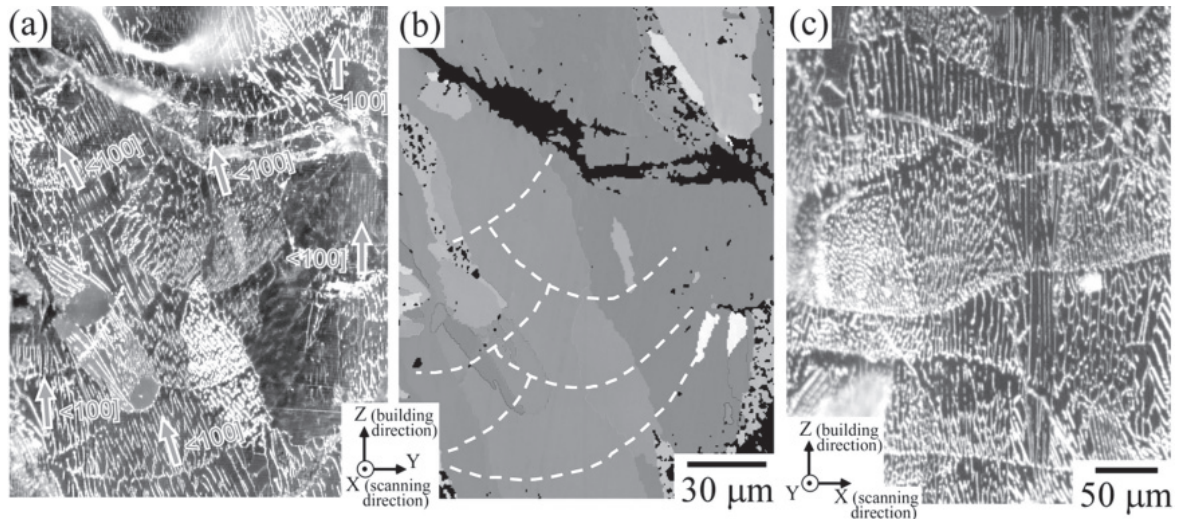 (a)
<100]
<100]
<100]
<100]
<100]
<100]
Z (building
direction)
Y
X (scanning
direction)
(b)
30 μm
(c)
Z (building
direction)
Y
X (scanning
direction)
50 μm